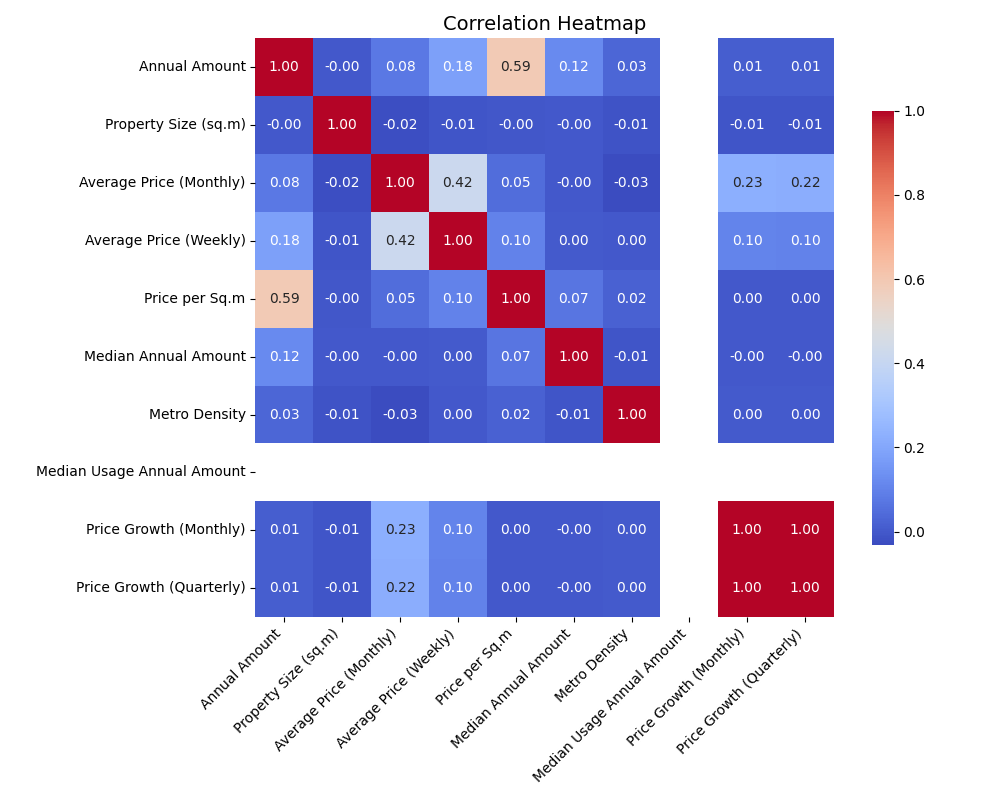 Correlation Heatmap
Annual Amount 1.00 -0.00 0.08 0.18 0.59 0.12 0.03 0.01 0.01
Property Size (sq.m) -0.00 1.00 -0.02 -0.01 -0.00 -0.00 -0.01 -0.01 -0.01
Average Price (Monthly) 0.08 -0.02 1.00 0.42 0.05 -0.00 -0.03 0.23 0.22
Average Price (Weekly) 0.18 -0.01 0.42 1.00 0.10 0.00 0.00 0.10 0.10
Price per Sq.m 0.59 -0.00 0.05 0.10 1.00 0.07 0.02 0.00 0.00
Median Annual Amount 0.12 -0.00 -0.00 0.00 0.07 1.00 -0.01 -0.00 -0.00
Metro Density 0.03 -0.01 -0.03 0.00 0.02 -0.01 1.00 0.00 0.00
Median Usage Annual Amount
Price Growth (Monthly) 0.01 -0.01 0.23 0.10 0.00 -0.00 0.00 1.00 1.00
Price Growth (Quarterly) 0.01 -0.01 0.22 0.10 0.00 -0.00 0.00 1.00 1.00
Annual Amount
Property Size (sq.m)
Average Price (Monthly)
Average Price (Weekly)
Price per Sq.m
Median Annual Amount
Metro Density
Median Usage Annual Amount
Price Growth (Monthly)
Price Growth (Quarterly)
1.0
0.8
0.6
0.4
0.2
0.0